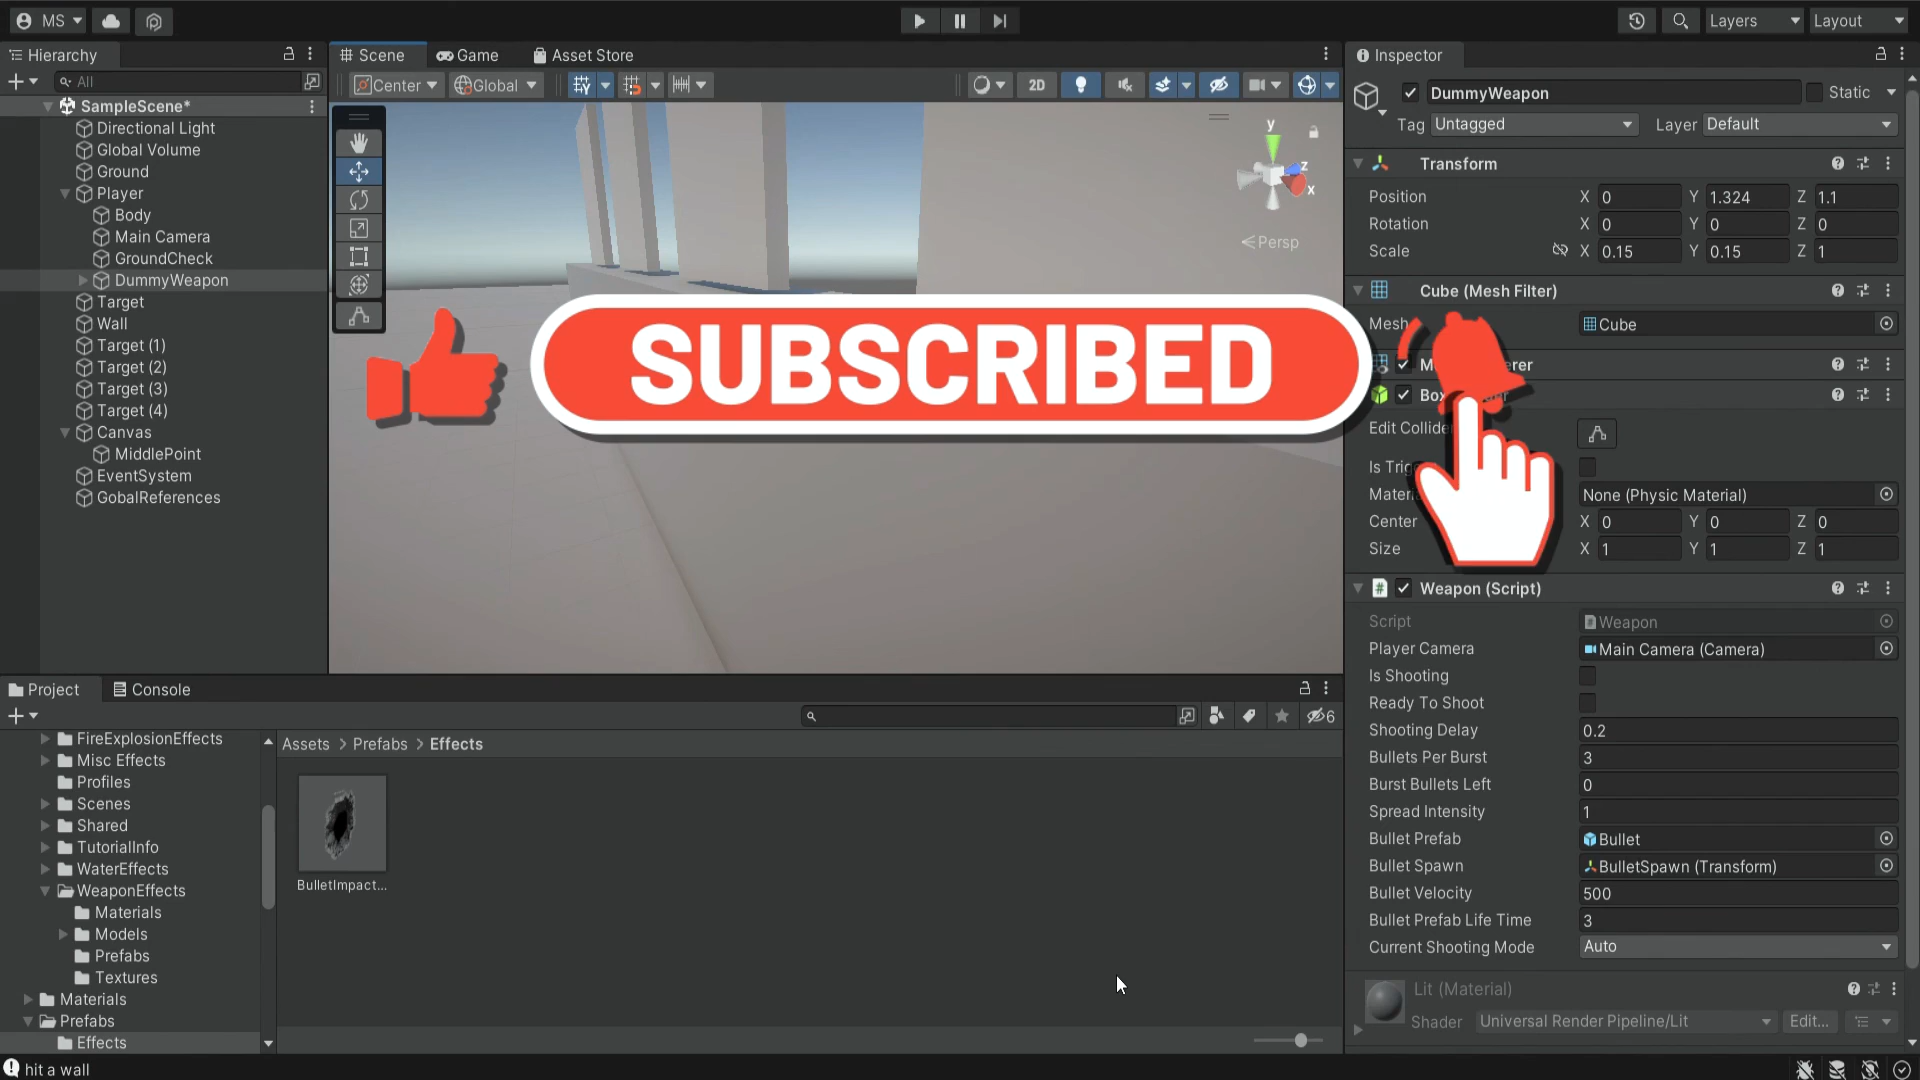 MS
Layers
Layout
Hierarchy
All
SampleScene*
Directional Light
Global Volume
Ground
Player
Body
Main Camera
GroundCheck
DummyWeapon
Target
Wall
Target (1)
Target (2)
Target (3)
Target (4)
Canvas
MiddlePoint
EventSystem
GobalReferences
Scene
Game
Asset Store
Center
Global
2D
y
z
x
Persp
SUBSCRIBED
Inspector
DummyWeapon
Static
Tag Untagged Layer Default
Transform
Position X 0 Y 1.324 Z 1.1
Rotation X 0 Y 0 Z 0
Scale X 0.15 Y 0.15 Z 1
Cube (Mesh Filter)
Mesh Cube
Edit
None (Physic Material)
Center X 0 Y 0 Z 0
Size X 1 Y 1 Z 1
Weapon (Script)
Script Weapon
Player Camera Main Camera (Camera)
Is Shooting
Ready To Shoot
Shooting Delay 0.2
Bullets Per Burst 3
Burst Bullets Left 0
Spread Intensity 1
Bullet Prefab Bullet
Bullet Spawn BulletSpawn (Transform)
Bullet Velocity 500
Bullet Prefab Life Time 3
Current Shooting Mode Auto
Lit (Material)
Shader Universal Render Pipeline/Lit Edit...
Project
Console
6
FireExplosionEffects
Misc Effects
Profiles
Scenes
Shared
TutorialInfo
WaterEffects
WeaponEffects
Materials
Models
Prefabs
Textures
Materials
Prefabs
Effects
Assets > Prefabs > Effects
BulletImpact...
hit a wall